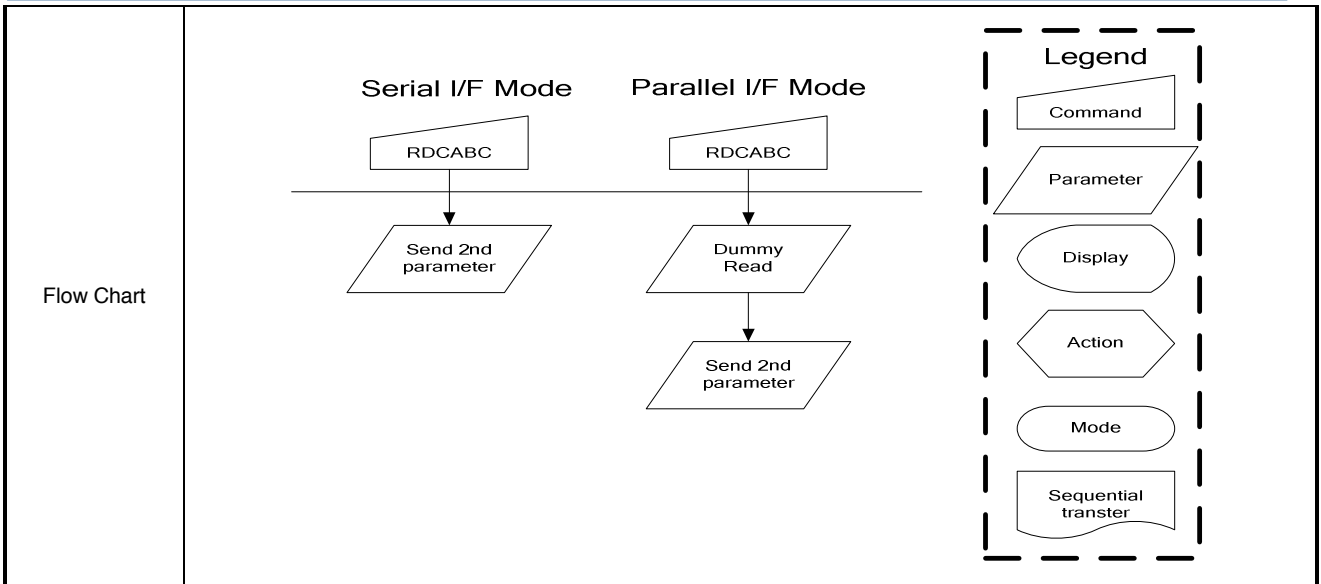 Flow Chart
Serial I/F Mode
RDCABC
Send 2nd
parameter
Parallel I/F Mode
RDCABC
Dummy
Read
Send 2nd
parameter
Legend
Command
Parameter
Display
Action
Mode
Sequential
transter